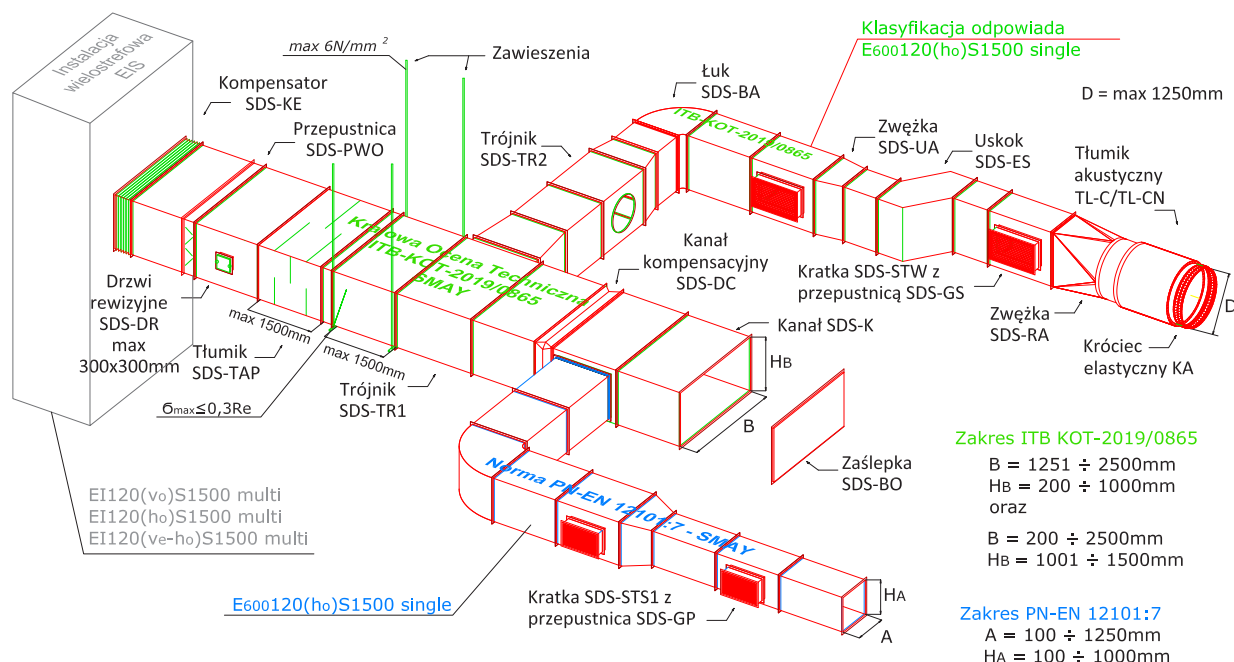 Instalacja
wielostrefowa
EIS
Kompensator
SDS-KE
Przepustnica
SDS-PWO
max 6N/mm 2
Zawieszenia
Trójnik
SDS-TR2
Łuk
SDS-BA
Klasyfikacja odpowiada
E600120(ho)S1500 single
D = max 1250mm
Zwężka
SDS-UA
Uskok
SDS-ES
Tłumik
akustyczny
TL-C/TL-CN
ITB-KOT-2019/0865
Krajowa Ocena Techniczna
ITB-KOT-2019/0865
SMAY
Kanał
kompensacyjny
SDS-DC
Kratka SDS-STW z
przepustnicą SDS-GS
Kanał SDS-K
Zwężka
SDS-RA
D
Króciec
elastyczny KA
Drzwi
rewizyjne
SDS-DR
max
300x300mm
max 1500mm
Tłumik
SDS-TAP
max 1500mm
Trójnik
SDS-TR1
σmax≤0,3Re
HB
B
Zaślepka
SDS-BO
EI120(vo)S1500 multi
EI120(ho)S1500 multi
EI120(ve-ho)S1500 multi
Norma PN-EN 12101:7 - SMAY
E600120(ho)S1500 single
Kratka SDS-STS1 z
przepustnica SDS-GP
HA
A
Zakres ITB KOT-2019/0865
B = 1251 ÷ 2500mm
HB = 200 ÷ 1000mm
oraz
B = 200 ÷ 2500mm
HB = 1001 ÷ 1500mm
Zakres PN-EN 12101:7
A = 100 ÷ 1250mm
HA = 100 ÷ 1000mm